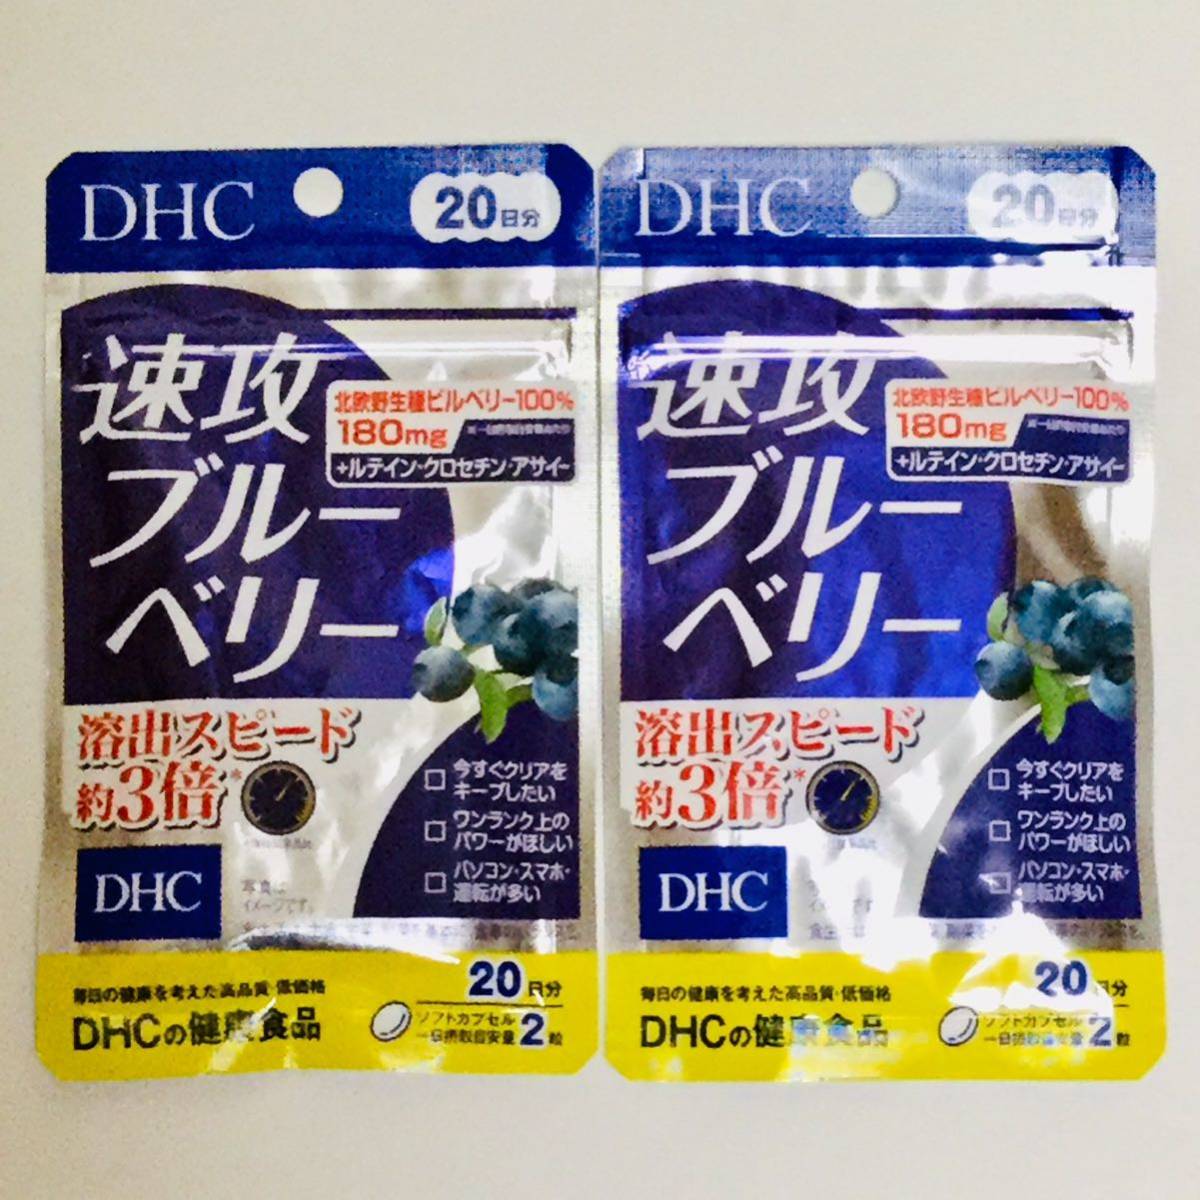 DHC
20日分
速攻
ブルー
ベリー
北欧野生種ビルベリー100%
180mg
+ルテイン・クロセチン・アサイー
溶出スピード
約3倍*
□ 今すぐクリアを
キープしたい
□ ワンランク上の
パワーがほしい
□ パソコン・スマホ・
運転が多い
DHC
写真は
イメージです。
毎日の健康を考えた高品質・低価格
DHCの健康食品
20日分
ソフトカプセル
一日摂取目安量 2粒
DHC
20日分
速攻
ブルー
ベリー
北欧野生種ビルベリー100%
180mg
+ルテイン・クロセチン・アサイー
溶出スピード
約3倍*
□ 今すぐクリアを
キープしたい
□ ワンランク上の
パワーがほしい
□ パソコン・スマホ・
運転が多い
DHC
毎日の健康を考えた高品質・低価格
DHCの健康食品
20日分
ソフトカプセル
一日摂取目安量 2粒